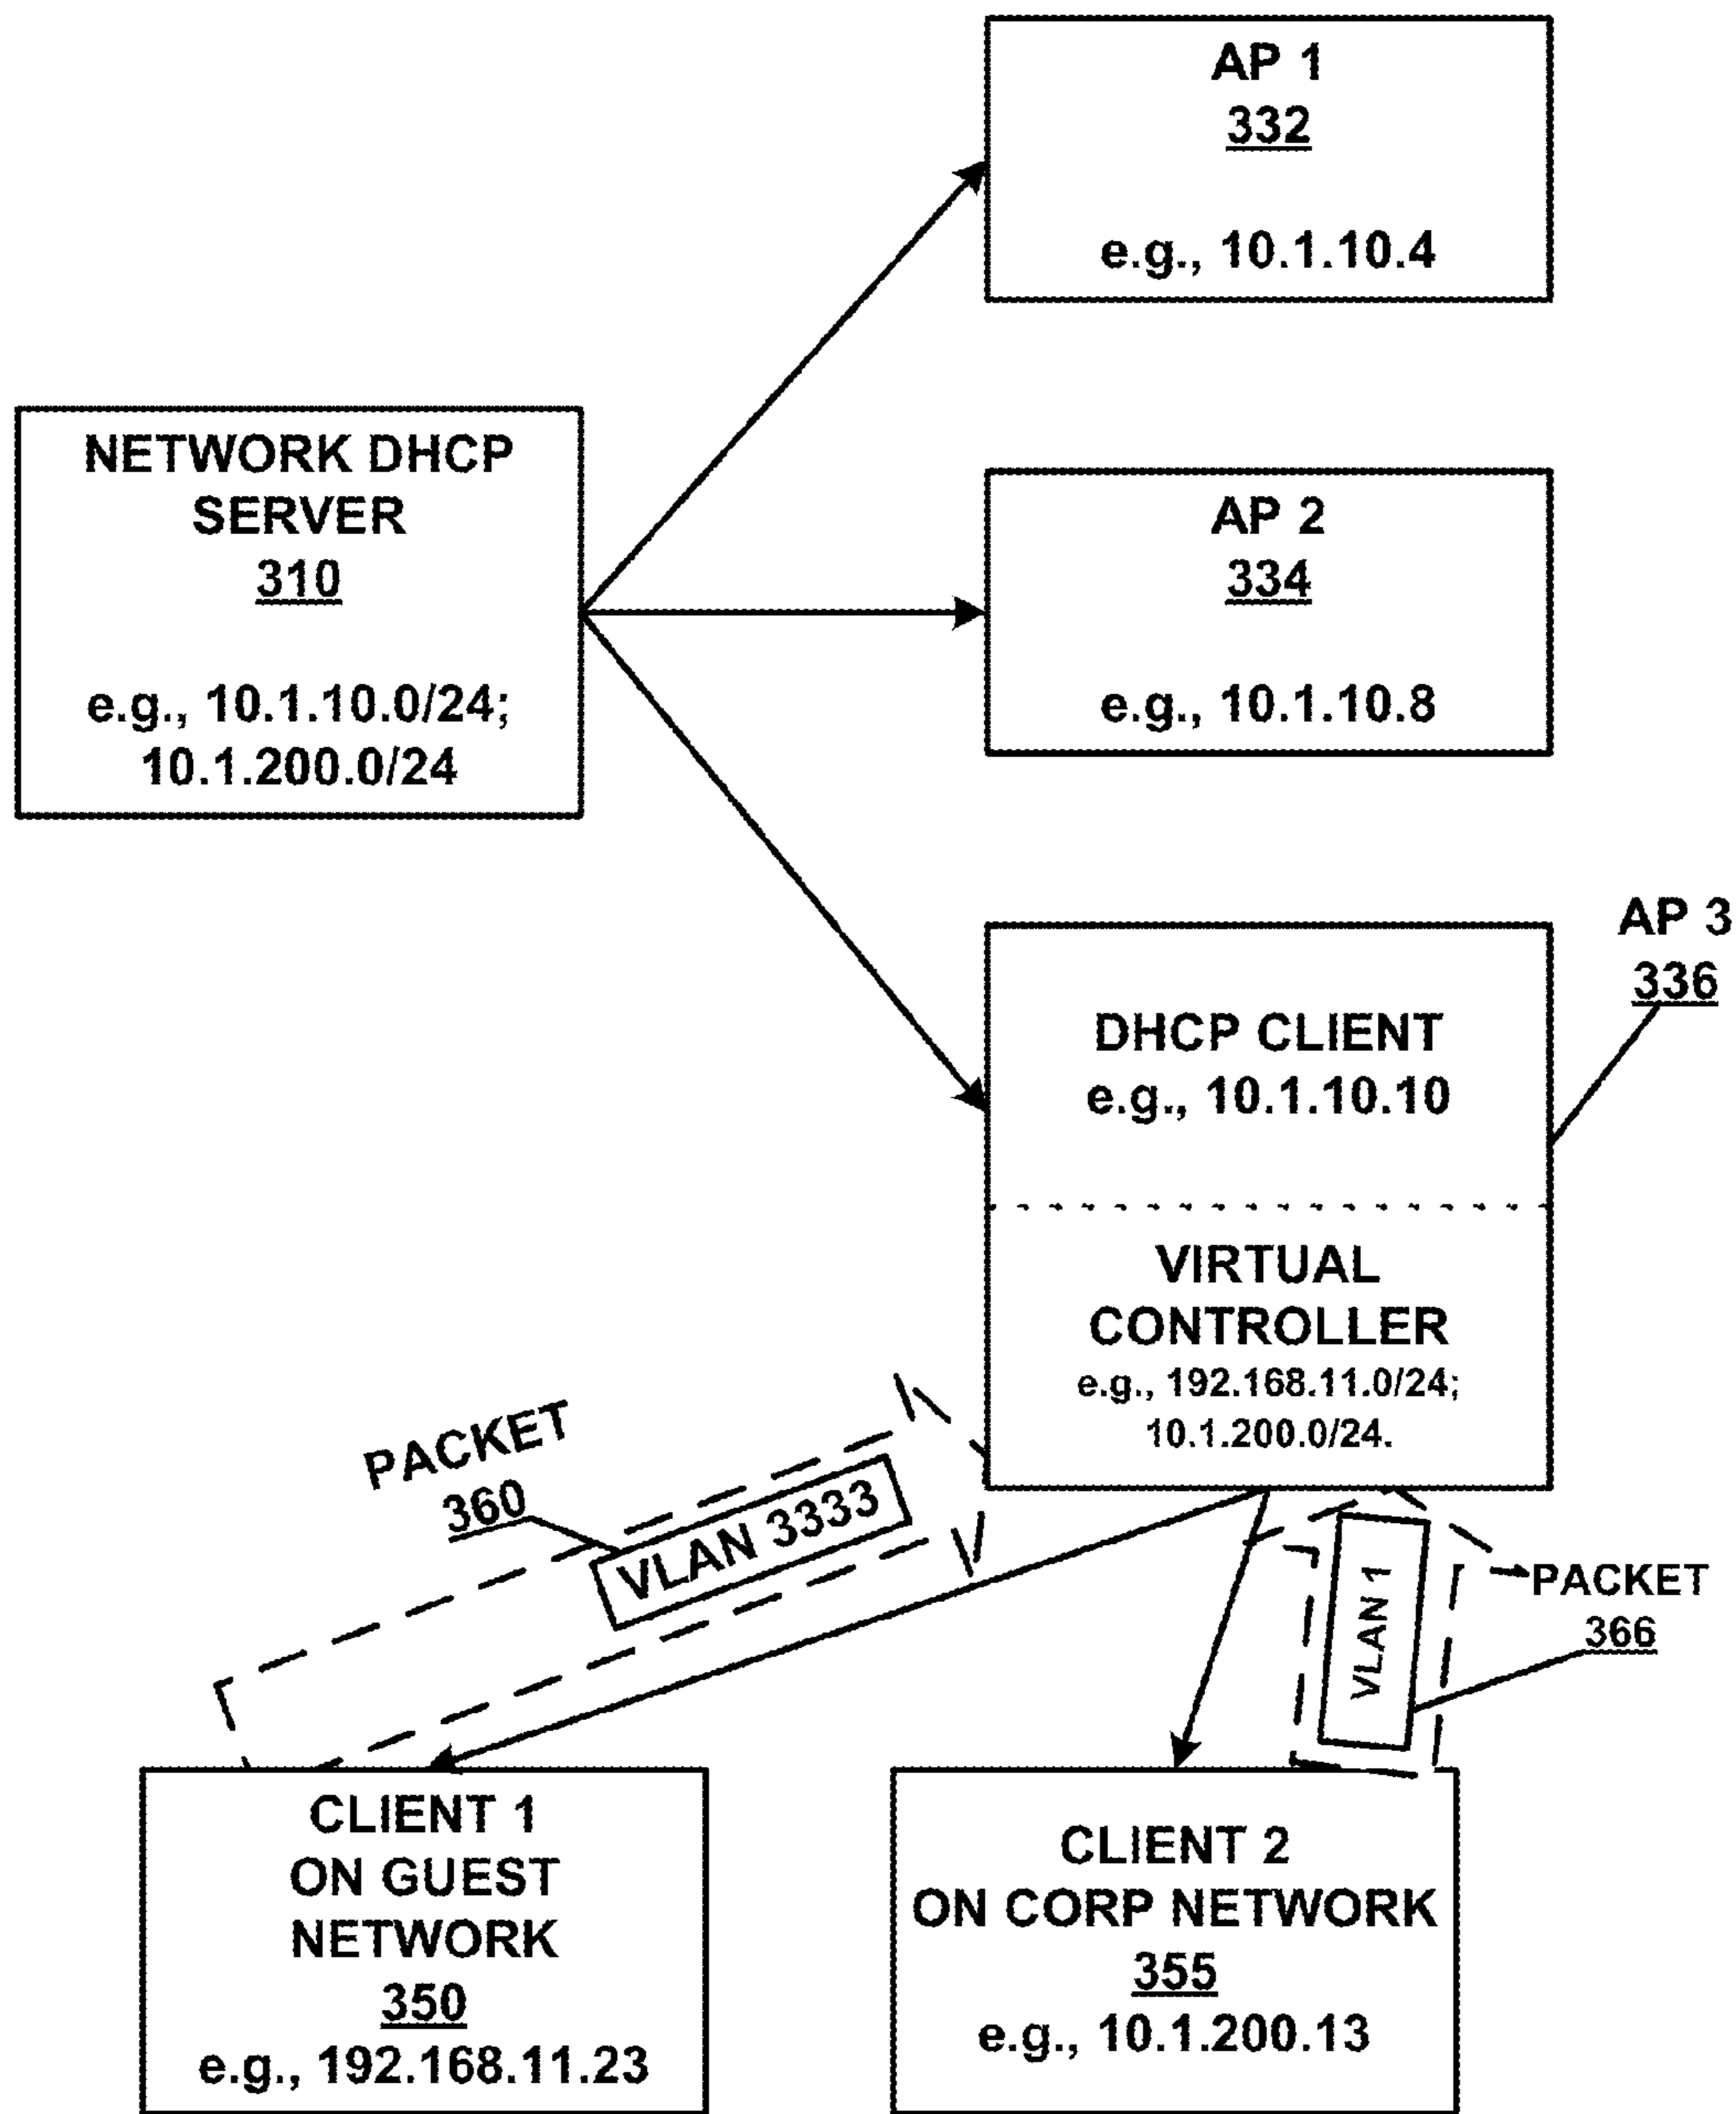 AP 1
332
e.g., 10.1.10.4
NETWORK DHCP
SERVER
310
e.g., 10.1.10.0/24;
10.1.200.0/24
AP 2
334
e.g., 10.1.10.8
AP 3
336
DHCP CLIENT
e.g., 10.1.10.10
VIRTUAL
CONTROLLER
e.g., 192.168.11.0/24;
10.1.200.0/24.
PACKET
360
VLAN 3333
VLAN 1
PACKET
366
CLIENT 1
ON GUEST
NETWORK
350
e.g., 192.168.11.23
CLIENT 2
ON CORP NETWORK
355
e.g., 10.1.200.13